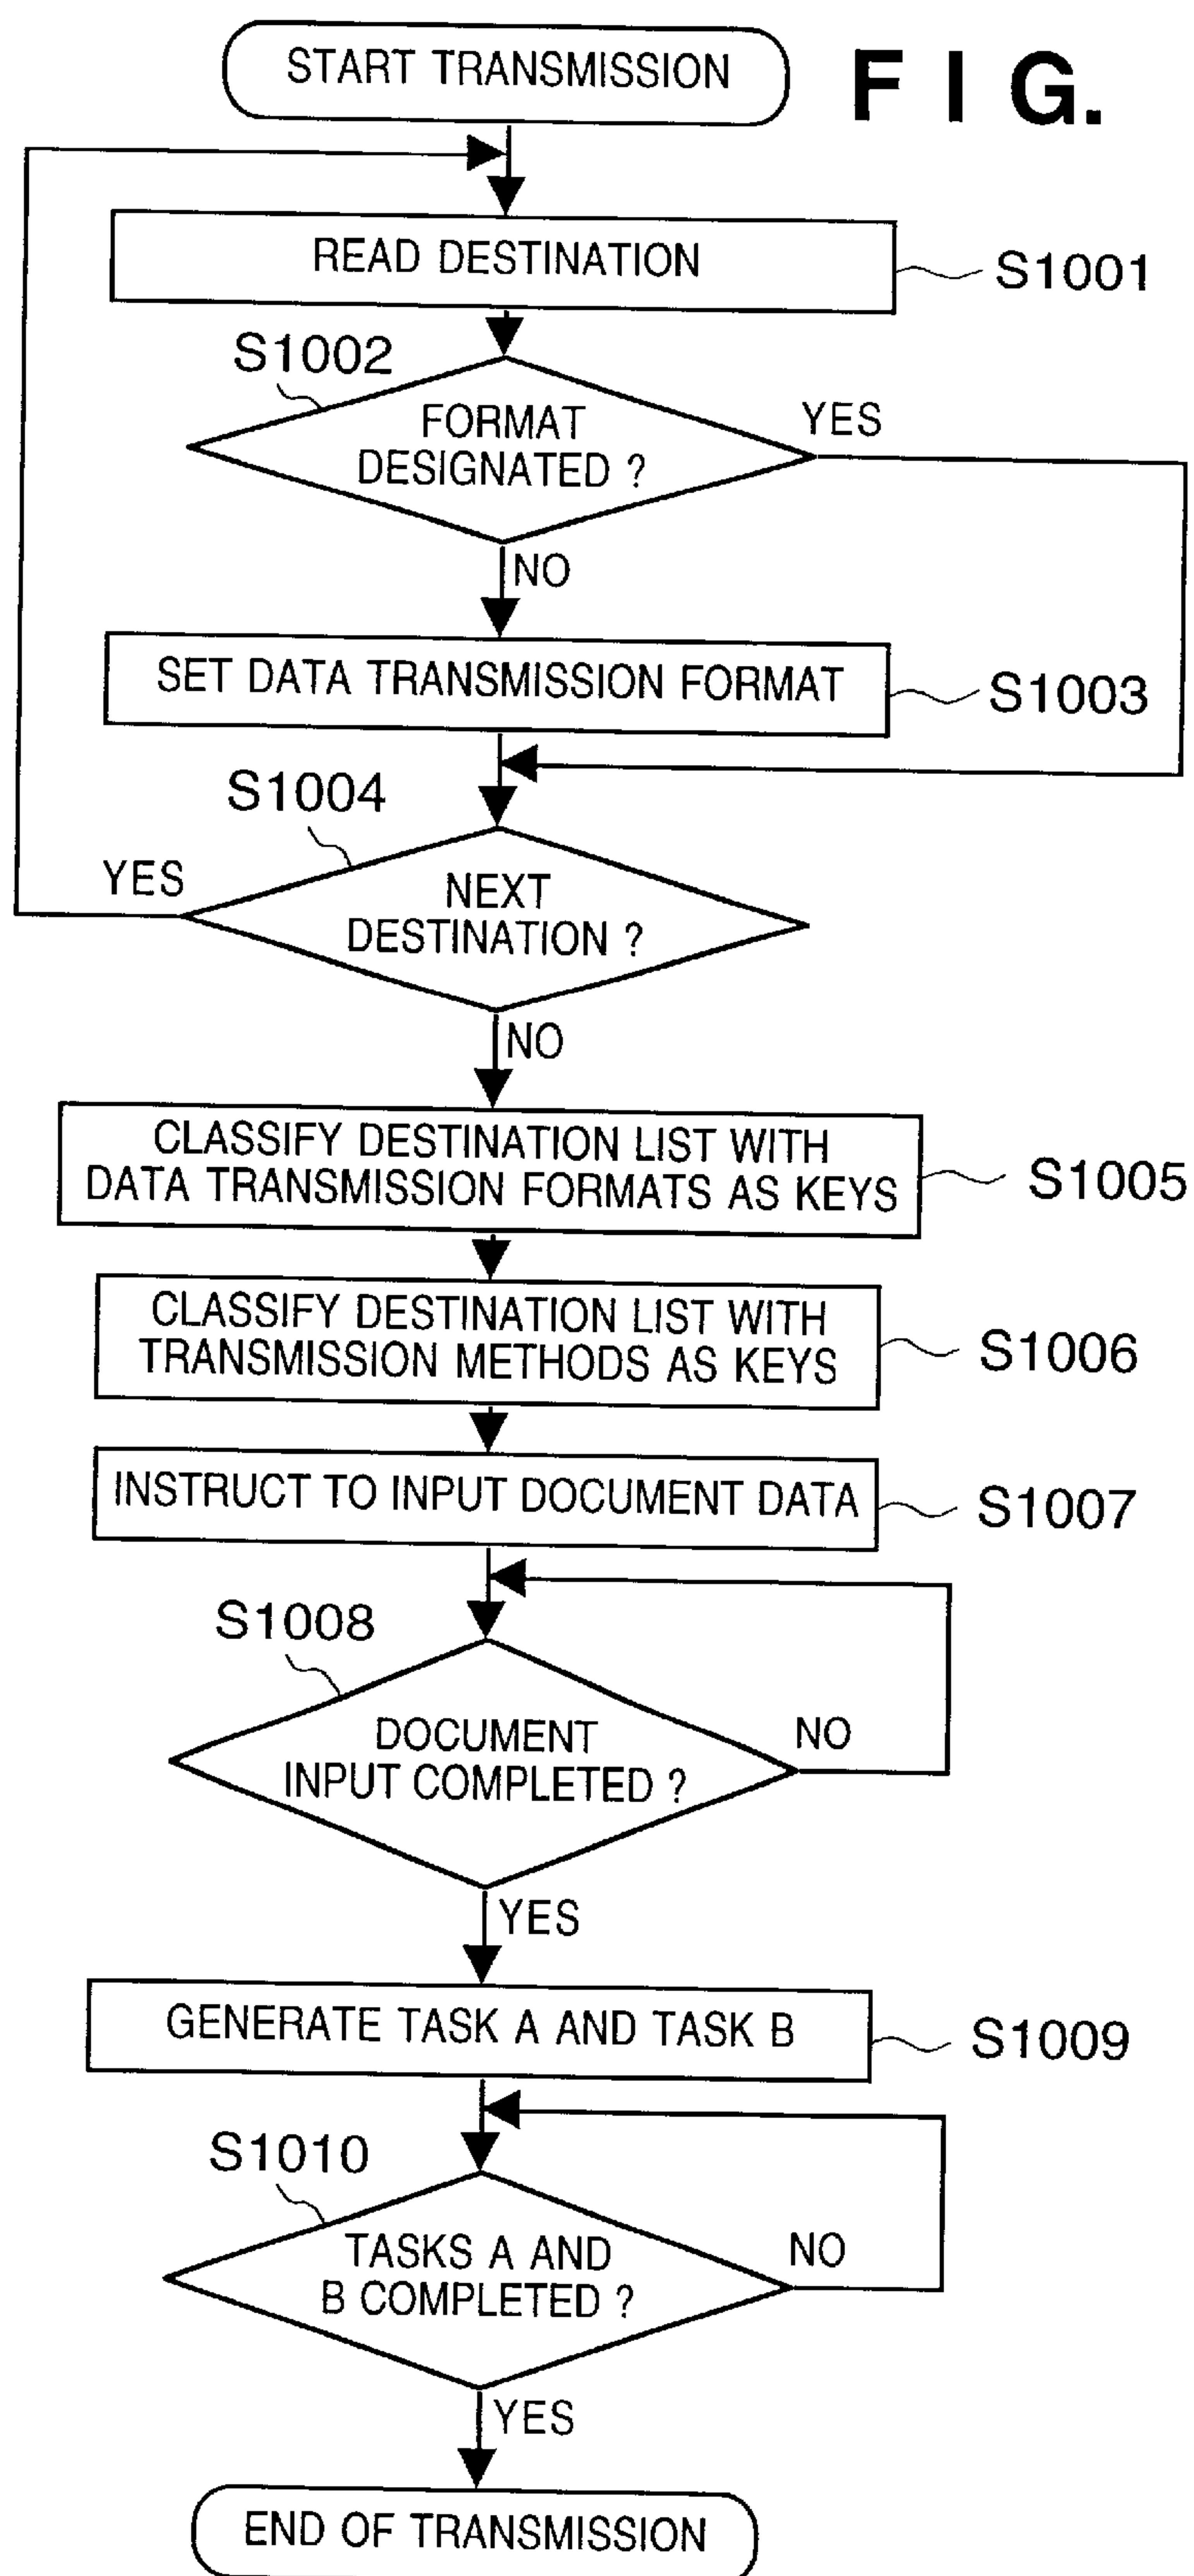 START TRANSMISSION
FIG.
READ DESTINATION
S1001
S1002
FORMAT
DESIGNATED ?
YES
NO
SET DATA TRANSMISSION FORMAT
S1003
S1004
YES
NEXT
DESTINATION ?
NO
CLASSIFY DESTINATION LIST WITH
DATA TRANSMISSION FORMATS AS KEYS
S1005
CLASSIFY DESTINATION LIST WITH
TRANSMISSION METHODS AS KEYS
S1006
INSTRUCT TO INPUT DOCUMENT DATA
S1007
S1008
DOCUMENT
INPUT COMPLETED ?
NO
YES
GENERATE TASK A AND TASK B
S1009
S1010
TASKS A AND
B COMPLETED ?
NO
YES
END OF TRANSMISSION